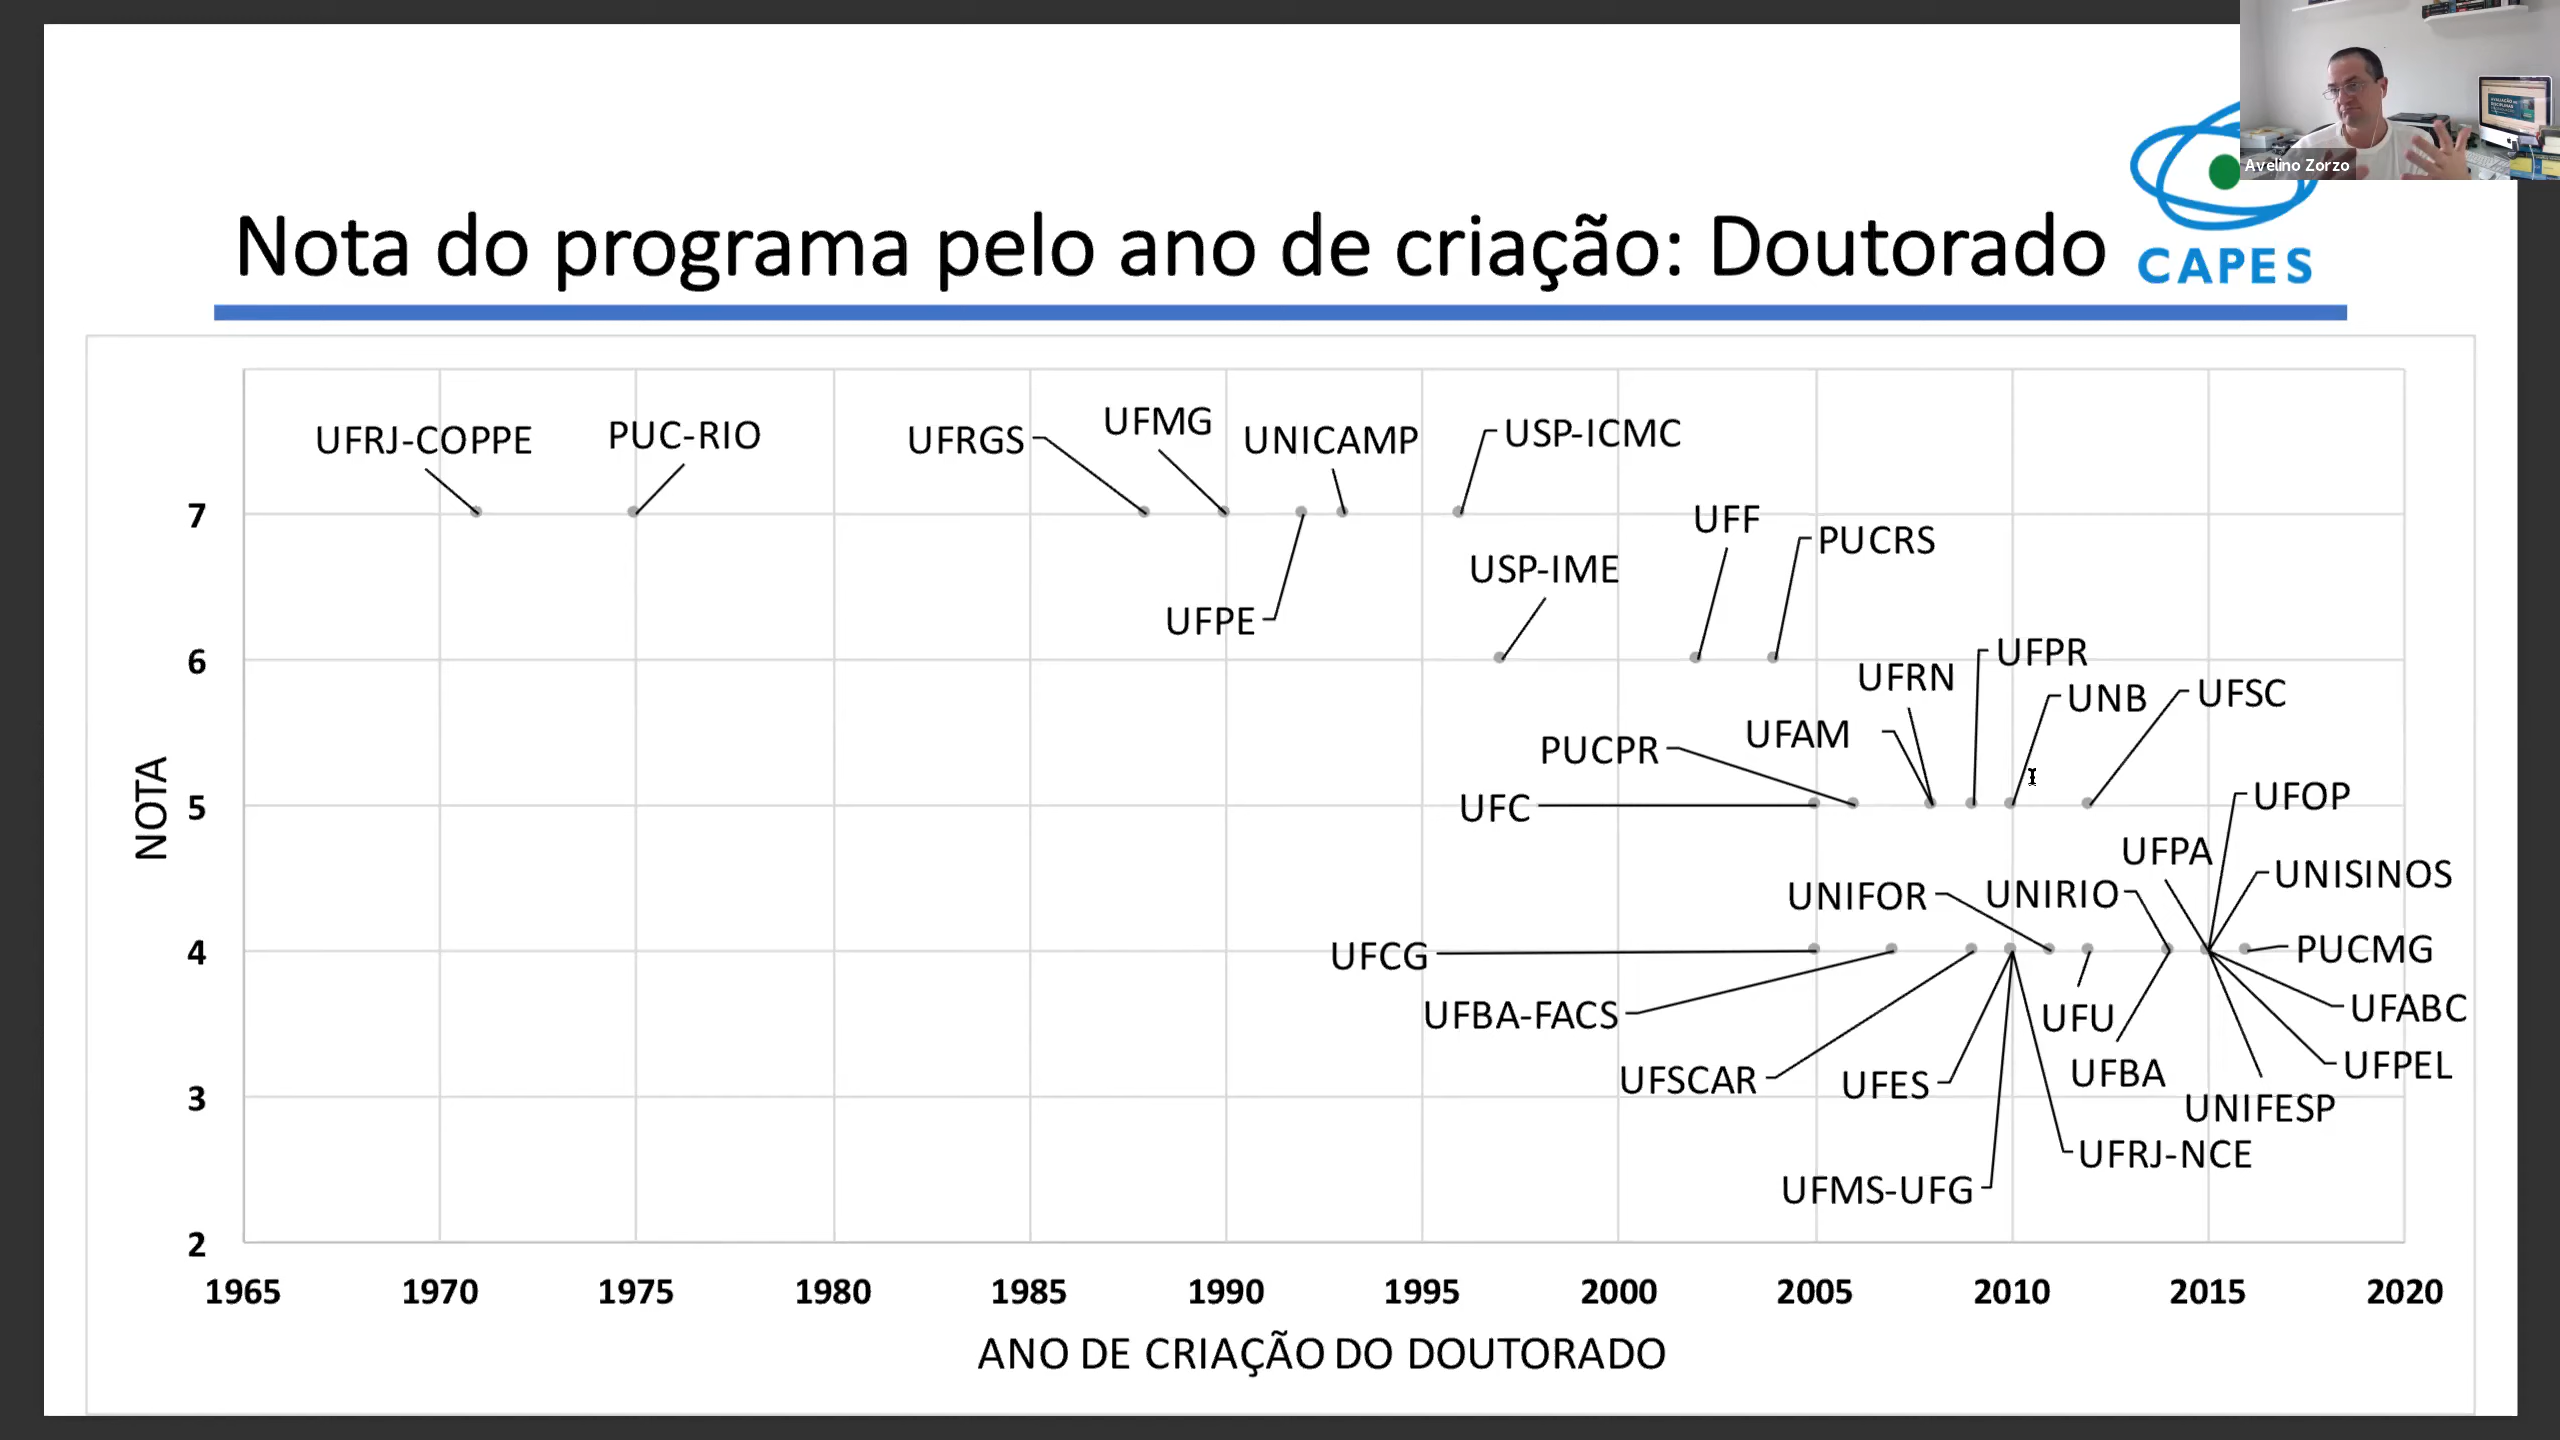 Avelino Zorzo
CAPES
Nota do programa pelo ano de criação: Doutorado
UFRJ-COPPE
PUC-RIO
UFRGS
UFMG
UNICAMP
USP-ICMC
UFPE
USP-IME
UFF
PUCRS
UFRN
UFPR
UNB
UFSC
PUCPR
UFAM
UFC
UFOP
UFPA
UNISINOS
UNIFOR
UNIRIO
UFCG
PUCMG
UFBA-FACS
UFU
UFABC
UFSCAR
UFES
UFBA
UFPEL
UNIFESP
UFRJ-NCE
UFMS-UFG
NOTA
7
6
5
4
3
2
1965 1970 1975 1980 1985 1990 1995 2000 2005 2010 2015 2020
ANO DE CRIAÇÃO DO DOUTORADO